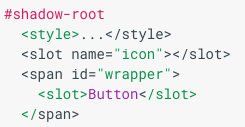 #shadow-root
<style>...</style>
<slot name="icon"></slot>
<span id="wrapper">
<slot>Button</slot>
</span>